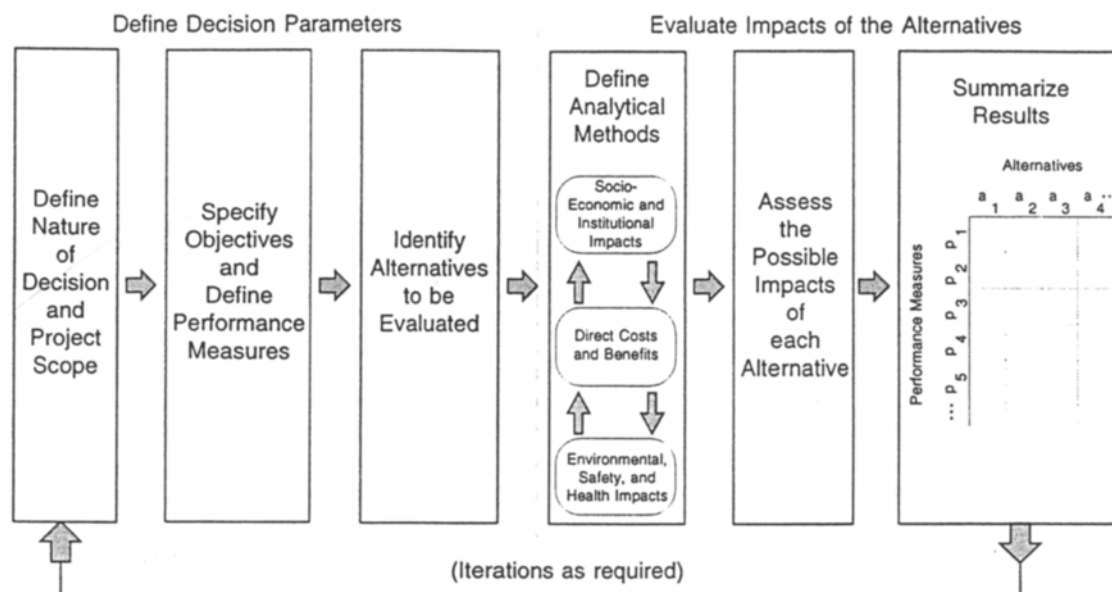 Define Decision Parameters
Evaluate Impacts of the Alternatives
Define
Nature
of
Decision
and
Project
Scope
Specify
Objectives
and
Define
Performance
Measures
Identify
Alternatives
to be
Evaluated
Define
Analytical
Methods
Socio-
Economic and
Institutional
Impacts
Direct Costs
and Benefits
Environmental,
Safety, and
Health Impacts
Assess
the
Possible
Impacts
of
each
Alternative
Summarize
Results
Alternatives
a1 a2 a3 a4 ...
Performance Measures
p1
p2
p3
p4
p5
...
(Iterations as required)